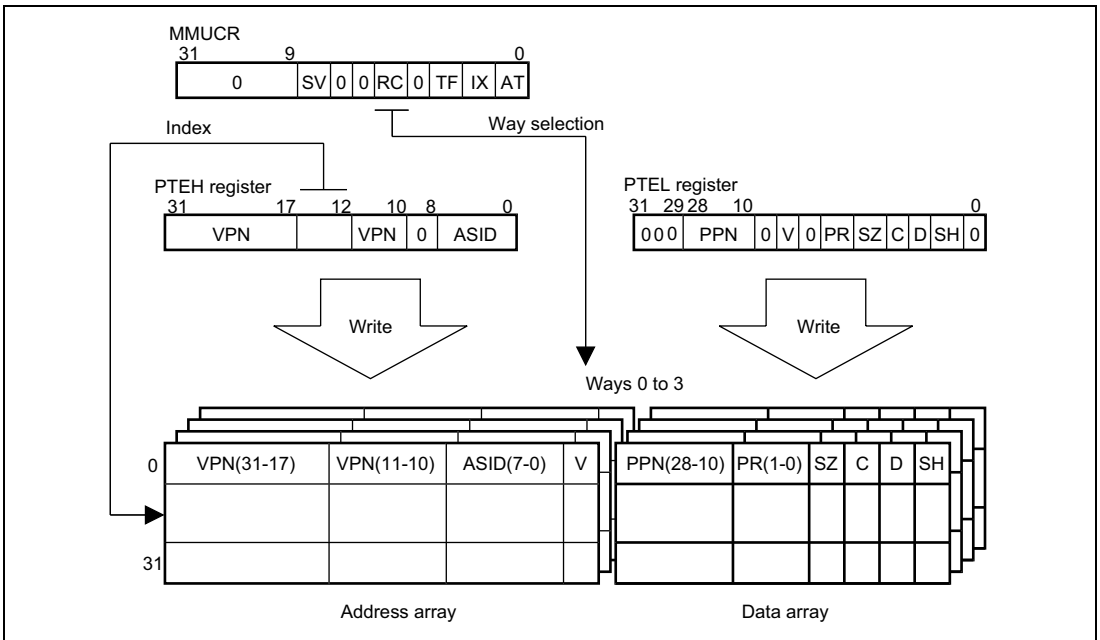 MMUCR
31 9 0
0 SV 0 0 RC 0 TF IX AT
Index
Way selection
PTEH register
31 17 12 10 8 0
VPN VPN 0 ASID
PTEL register
31 29 28 10 0
0 0 0 PPN 0 V 0 PR SZ C D SH 0
Write
Write
Ways 0 to 3
0 VPN(31-17) VPN(11-10) ASID(7-0) V PPN(28-10) PR(1-0) SZ C D SH
31
Address array
Data array